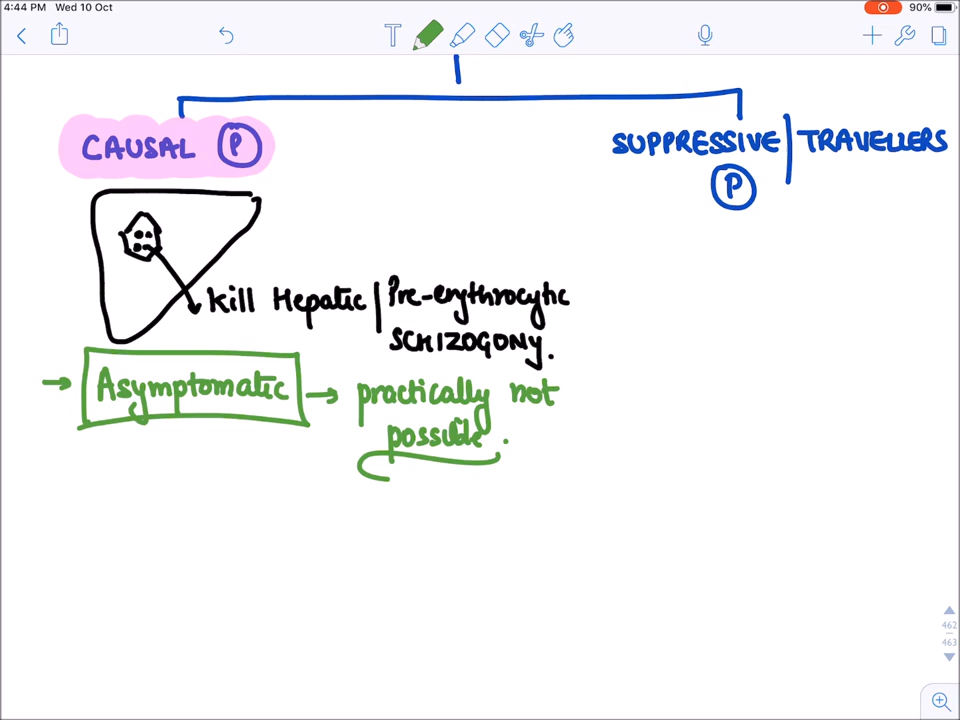 4:44 PM Wed 10 Oct
90%
T
CAUSAL P
SUPPRESSIVE | TRAVELLERS
P
Kill Hepatic | Pre-erythrocytic
SCHIZOGONY.
→ Asymptomatic → practically not
possible.
462
463